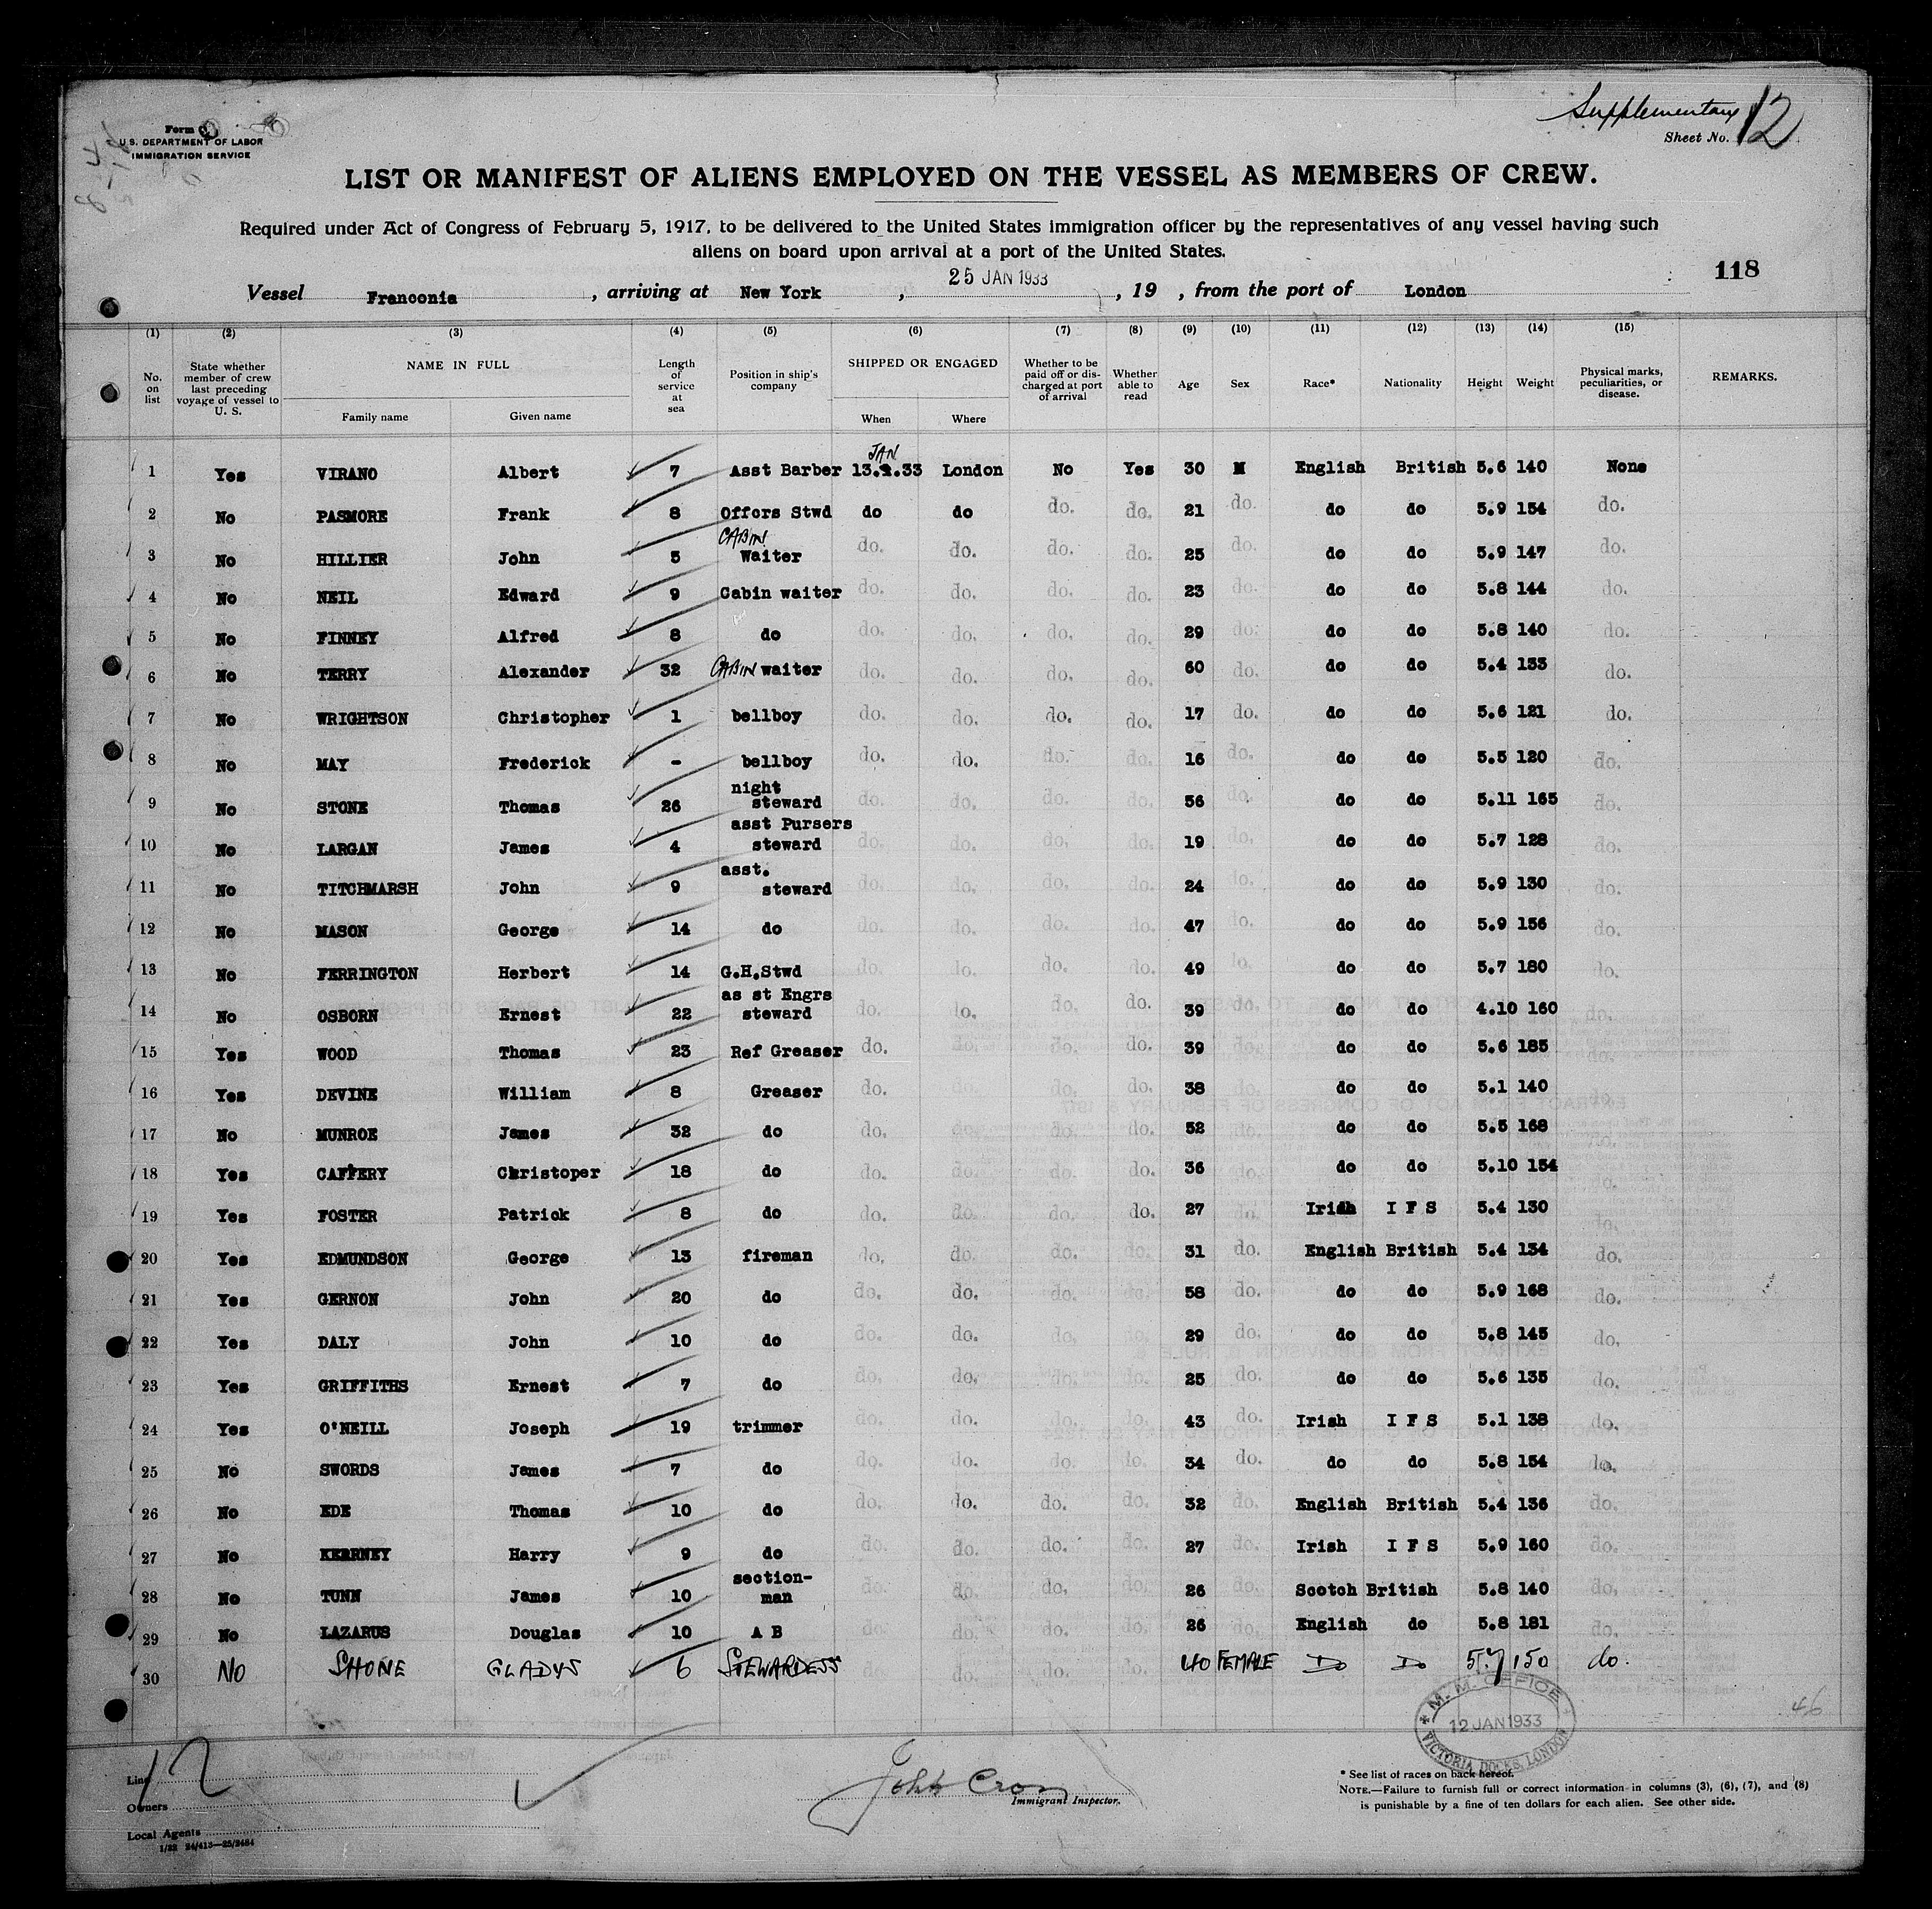 Supplementary
Sheet No. 12
Form
U.S. DEPARTMENT OF LABOR
IMMIGRATION SERVICE
LIST OR MANIFEST OF ALIENS EMPLOYED ON THE VESSEL AS MEMBERS OF CREW.
Required under Act of Congress of February 5, 1917, to be delivered to the United States immigration officer by the representatives of any vessel having such
aliens on board upon arrival at a port of the United States.
118
Vessel Franconia, arriving at New York, 25 JAN 1933, 19 , from the port of London
(1) (2) (3) (4) (5) (6) (7) (8) (9) (10) (11) (12) (13) (14) (15)
No. on list State whether member of crew last preceding voyage of vessel to U. S. NAME IN FULL Family name Given name Length of service at sea Position in ship's company SHIPPED OR ENGAGED When Where Whether to be paid off or discharged at port of arrival Whether able to read Age Sex Race* Nationality Height Weight Physical marks, peculiarities, or disease. REMARKS.
1 Yes VIRANO Albert 7 Asst Barber 13. JAN .33 London No Yes 30 M English British 5.6 140 None
2 No PASMORE Frank 8 Offors Stwd do do do. do. 21 do. do do 5.9 154 do.
3 No HILLIER John 5 CABIN Waiter do. do. do. do. 25 do. do do 5.9 147 do.
4 No NEIL Edward 9 Cabin waiter do. do. do. do. 23 do. do do 5.8 144 do.
5 No FINNEY Alfred 8 do do. do. do. do. 29 do. do do 5.8 140 do.
6 No TERRY Alexander 32 CABIN waiter do. do. do. do. 60 do. do do 5.4 133 do.
7 No WRIGHTSON Christopher 1 bellboy do. do. do. do. 17 do. do do 5.6 121 do.
8 No MAY Frederick - bellboy do. do. do. do. 16 do. do do 5.5 120 do.
9 No STONE Thomas 26 night steward do. do. do. do. 56 do. do do 5.11 165 do.
10 No LARGAN James 4 asst Pursers steward do. do. do. do. 19 do. do do 5.7 128 do.
11 No TITCHMARSH John 9 asst. steward do. do. do. do. 24 do. do do 5.9 130 do.
12 No MASON George 14 do do. do. do. do. 47 do. do do 5.9 156 do.
13 No FERRINGTON Herbert 14 G.H.Stwd do. do. do. do. 49 do. do do 5.7 180 do.
14 No OSBORN Ernest 22 as st Engrs steward do. do. do. do. 39 do. do do 4.10 160 do.
15 Yes WOOD Thomas 23 Ref Greaser do. do. do. do. 39 do. do do 5.6 185 do.
16 Yes DEVINE William 8 Greaser do. do. do. do. 38 do. do do 5.1 140 do.
17 No MUNROE James 32 do do. do. do. do. 52 do. do do 5.5 168 do.
18 Yes CAFFERY Christoper 18 do do. do. do. do. 36 do. do do 5.10 154 do.
19 Yes FOSTER Patrick 8 do do. do. do. do. 27 do. Irish I F S 5.4 130 do.
20 Yes EDMUNDSON George 13 fireman do. do. do. do. 31 do. English British 5.4 134 do.
21 Yes GERNON John 20 do do. do. do. do. 58 do. do do 5.9 168 do.
22 Yes DALY John 10 do do. do. do. do. 29 do. do do 5.8 145 do.
23 Yes GRIFFITHS Ernest 7 do do. do. do. do. 25 do. do do 5.6 135 do.
24 Yes O'NEILL Joseph 19 trimmer do. do. do. do. 43 do. Irish I F S 5.1 138 do.
25 No SWORDS James 7 do do. do. do. do. 34 do. do do 5.8 154 do.
26 No EDE Thomas 10 do do. do. do. do. 32 do. English British 5.4 136 do.
27 No KEARNEY Harry 9 do do. do. do. do. 27 do. Irish I F S 5.9 160 do.
28 No TUNN James 10 section-man do. do. do. do. 26 do. Scotch British 5.8 140 do.
29 No LAZARUS Douglas 10 A B do. do. do. do. 26 do. English do 5.8 181 do.
30 No SHONE GLADYS 6 STEWARDESS do. do. do. do. 40 FEMALE Do Do 5.7 150 do.
M. M. OFFICE
12 JAN 1933
VICTORIA DOCKS, LONDON
46
12
Line
Owners
Local Agents
1/32 24/413—25/2484
John Cron
Immigrant Inspector.
* See list of races on back hereof.
NOTE.—Failure to furnish full or correct information in columns (3), (6), (7), and (8)
is punishable by a fine of ten dollars for each alien. See other side.